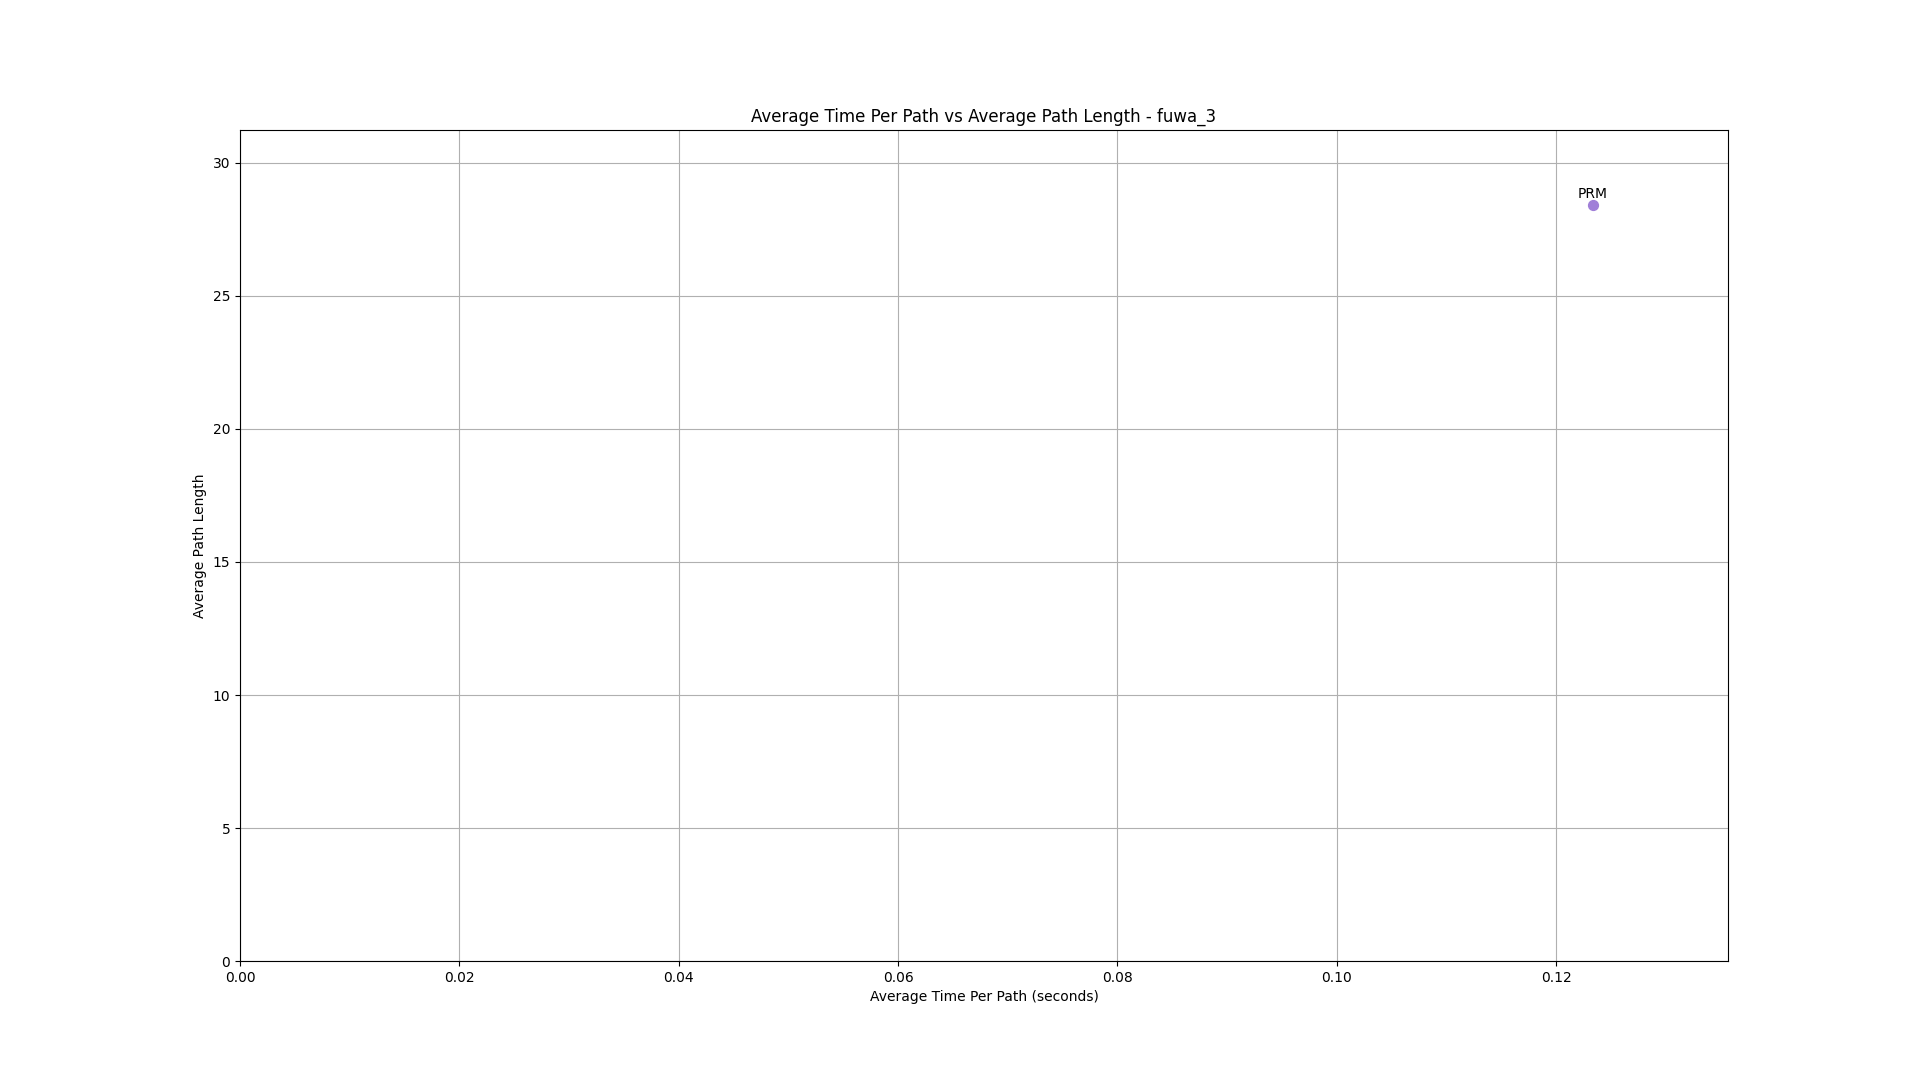 Average Time Per Path vs Average Path Length - fuwa_3
30
PRM
25
20
Average Path Length
15
10
5
0
0.00 0.02 0.04 0.06 0.08 0.10 0.12
Average Time Per Path (seconds)